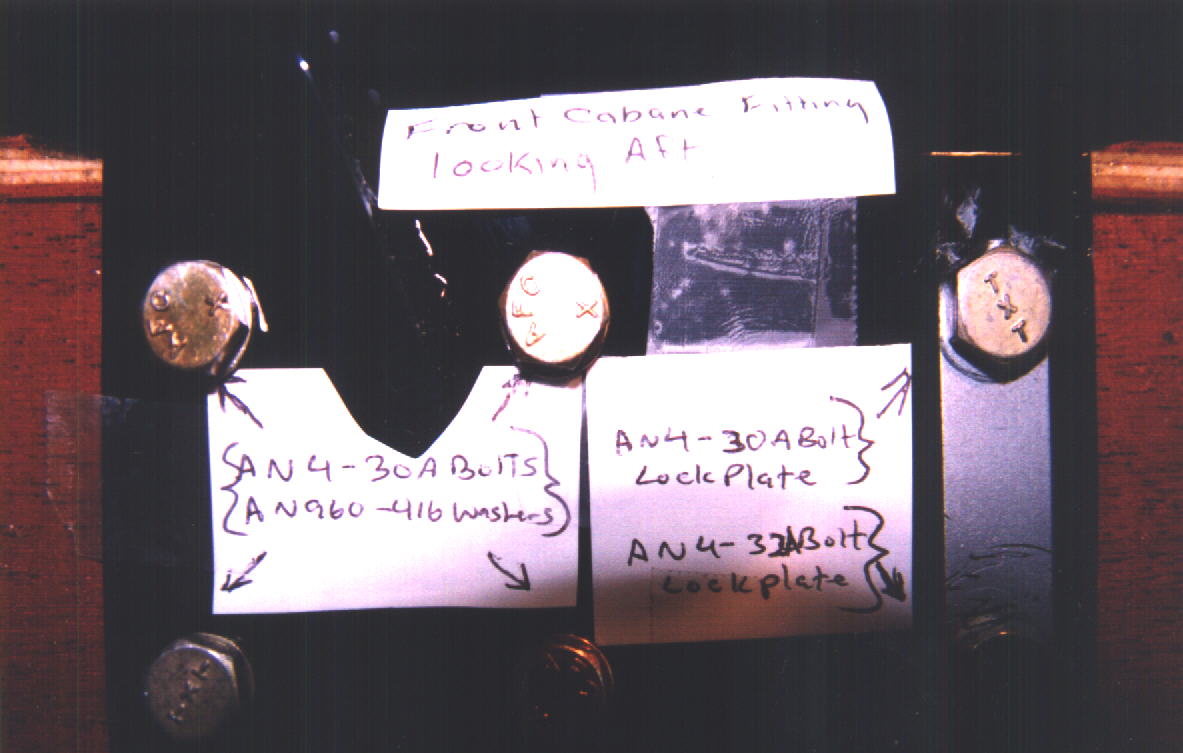 Front Cabane Fitting
looking Aft
TXT
AN4-30A Bolts
AN960-416 Washers
AN4-30A Bolt
Lock Plate
AN4-32A Bolt
Lock plate